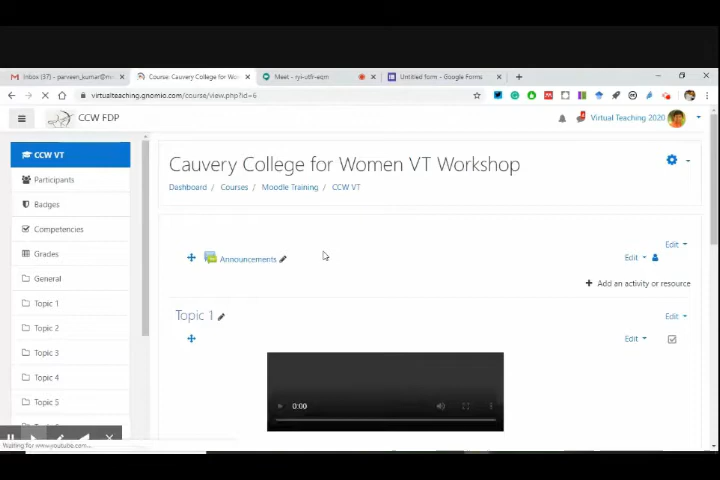 Inbox (37) - parveen_kumar@m
Course: Cauvery College for Wom
Meet - ryi-utfi-eqm
Untitled form - Google Forms
virtualteaching.gnomio.com/course/view.php?id=6
CCW FDP
Virtual Teaching 2020
CCW VT
Participants
Badges
Competencies
Grades
General
Topic 1
Topic 2
Topic 3
Topic 4
Topic 5
Cauvery College for Women VT Workshop
Dashboard / Courses / Moodle Training / CCW VT
Edit
Announcements
Edit
Add an activity or resource
Topic 1
Edit
Edit
0:00
Waiting for www.youtube.com...